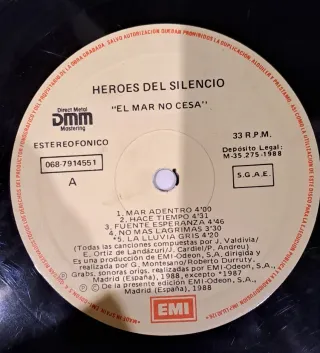 HEROES DEL SILENCIO
"EL MAR NO CESA"
Direct Metal
DMM
Mastering
ESTEREOFONICO
068-7914551
A
33 R.P.M.
Depósito Legal:
M-35.275-1988
S.G.A.E.
1. MAR ADENTRO 4'00
2. HACE TIEMPO 4'31
3. FUENTE ESPERANZA 4'46
4. NO MAS LAGRIMAS 3'30
*5. LA LLUVIA GRIS 4'20
(Todas las canciones compuestas por J. Valdivia/
E. Ortiz de Landázuri/J. Cardiel/P. Andreu)
Es una producción de EMI-Odeon, S.A., dirigida y
realizada por G. Montesano/Roberto Durruty.
℗ Grabs. sonoras origs. realizadas por EMI-Odeon, S.A.,
Madrid (España), 1988, excepto *1987
© De la presente edición EMI-Odeon, S.A.,
Madrid (España), 1988
EMI